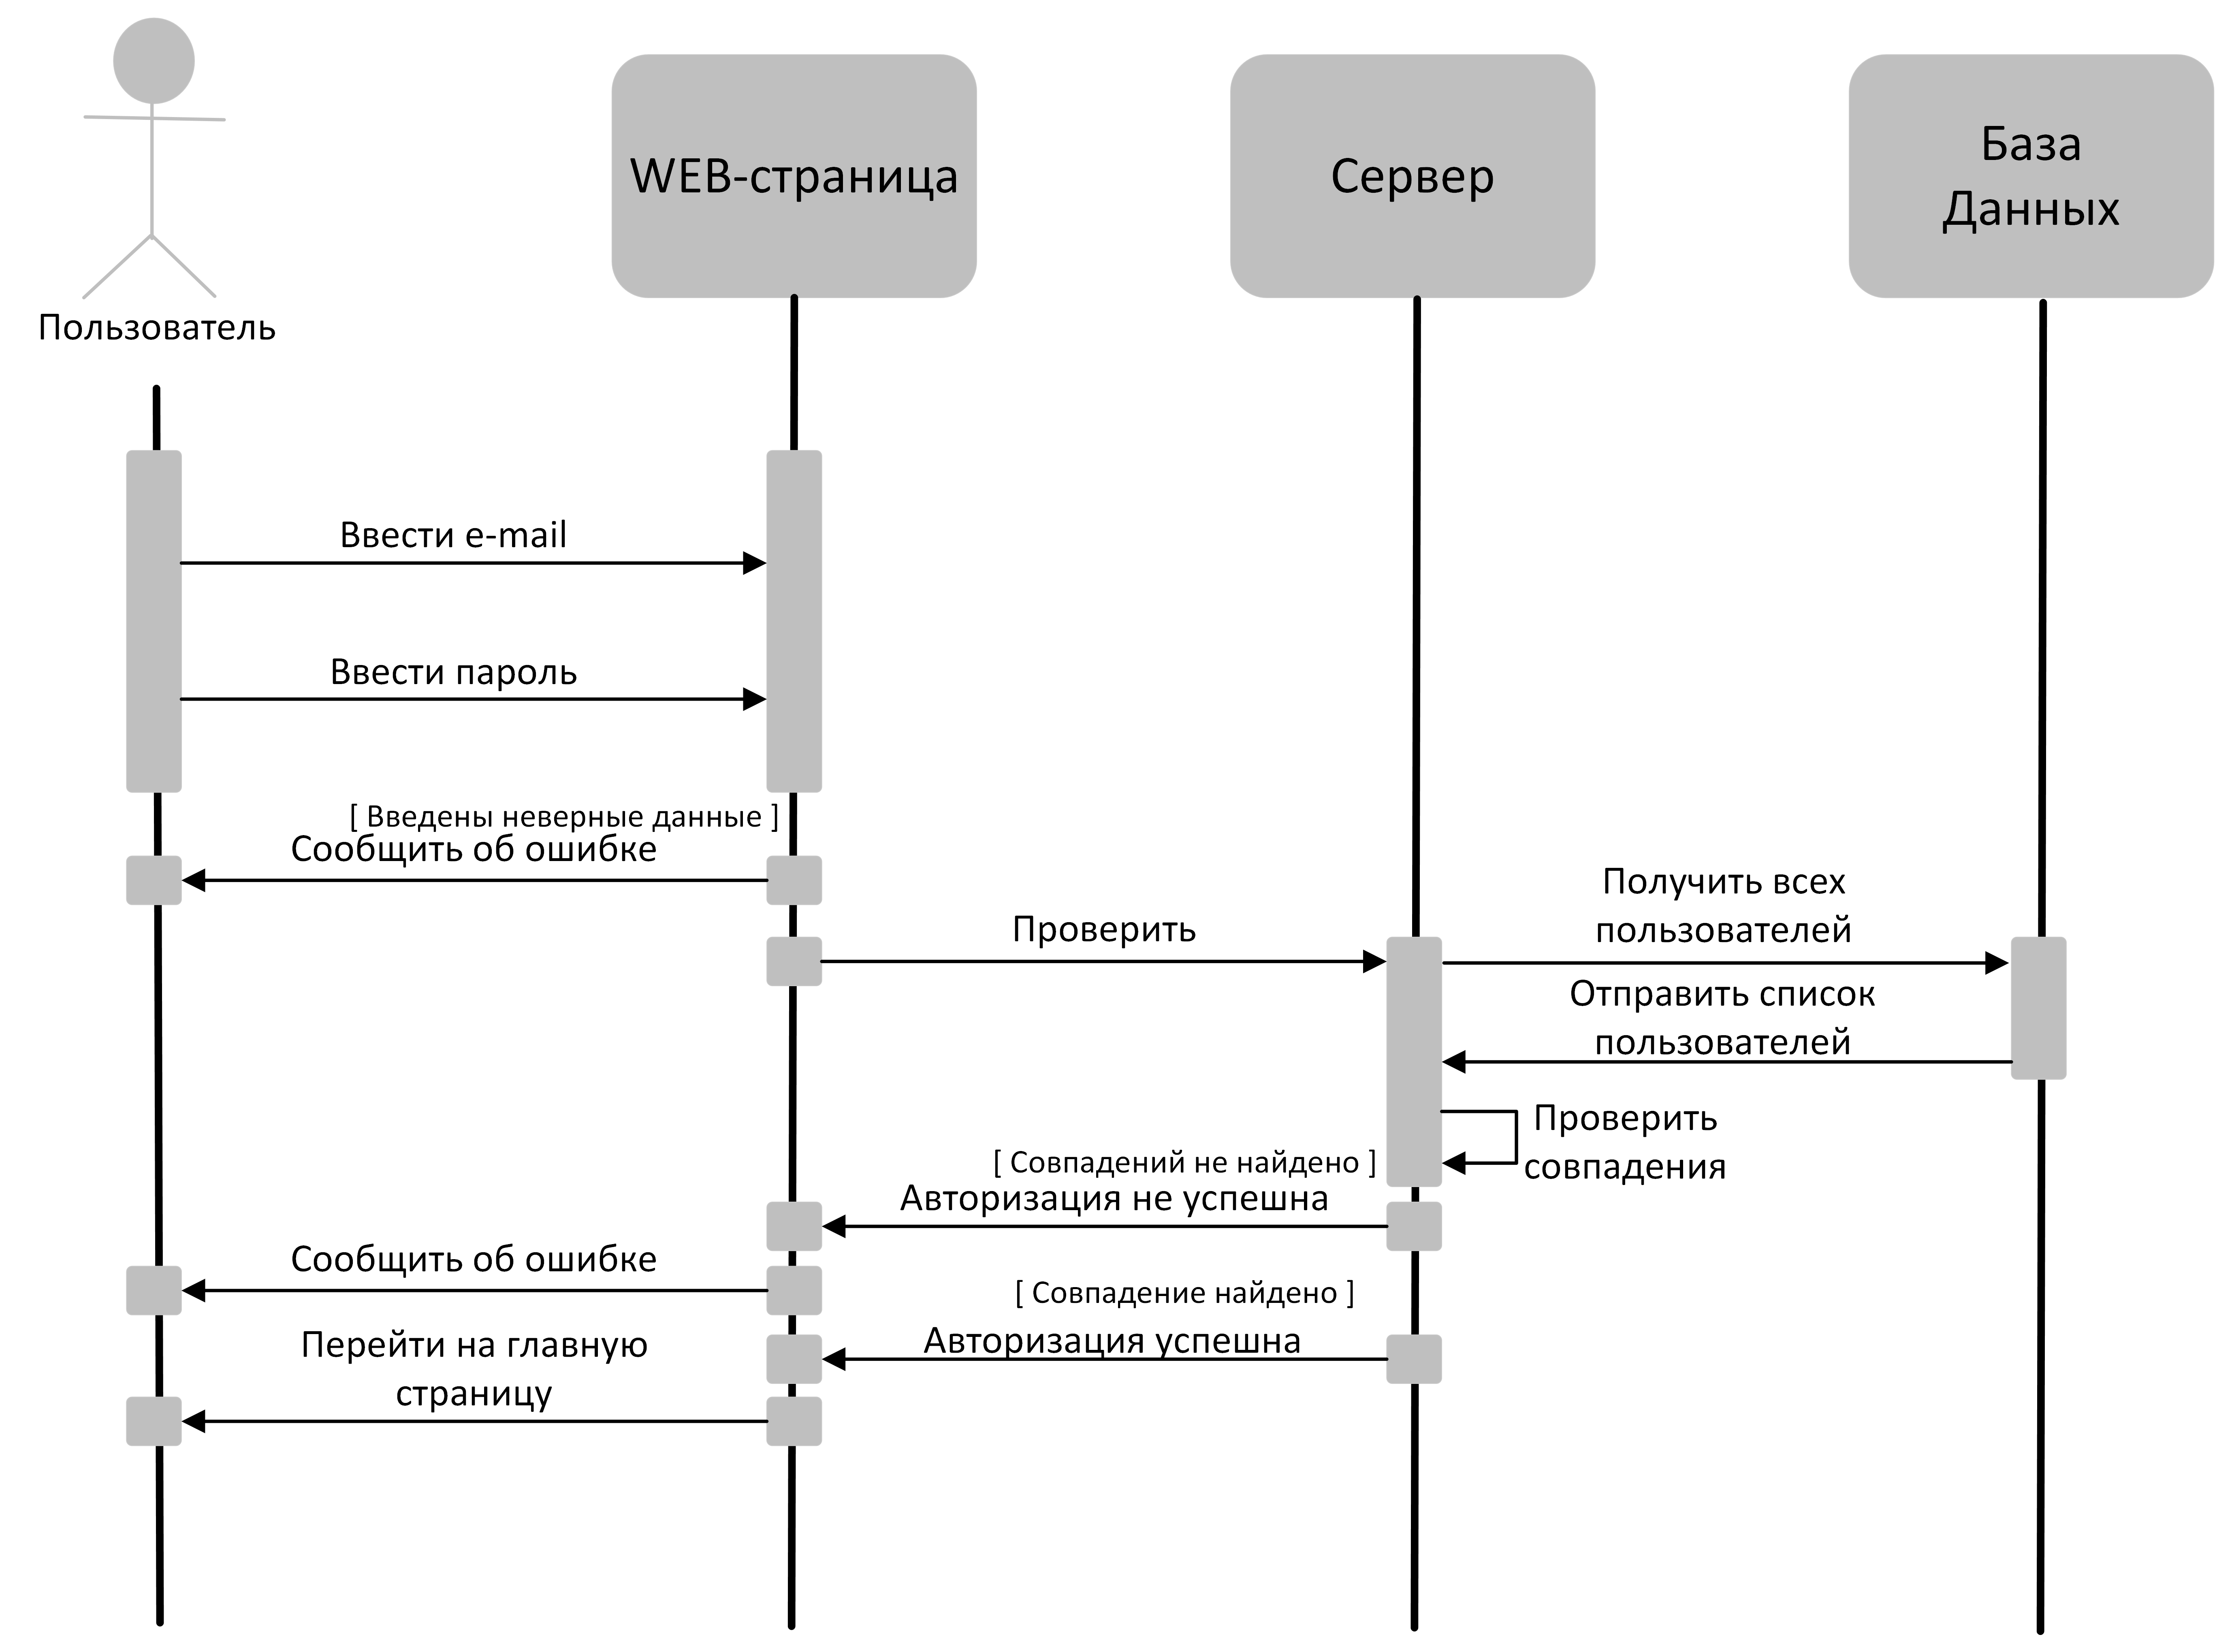 WEB-страница
Сервер
База
Данных
Пользователь
Ввести e-mail
Ввести пароль
[ Введены неверные данные ]
Сообщить об ошибке
Получить всех
пользователей
Проверить
Отправить список
пользователей
Проверить
совпадения
[ Совпадений не найдено ]
Авторизация не успешна
Сообщить об ошибке
[ Совпадение найдено ]
Авторизация успешна
Перейти на главную
страницу